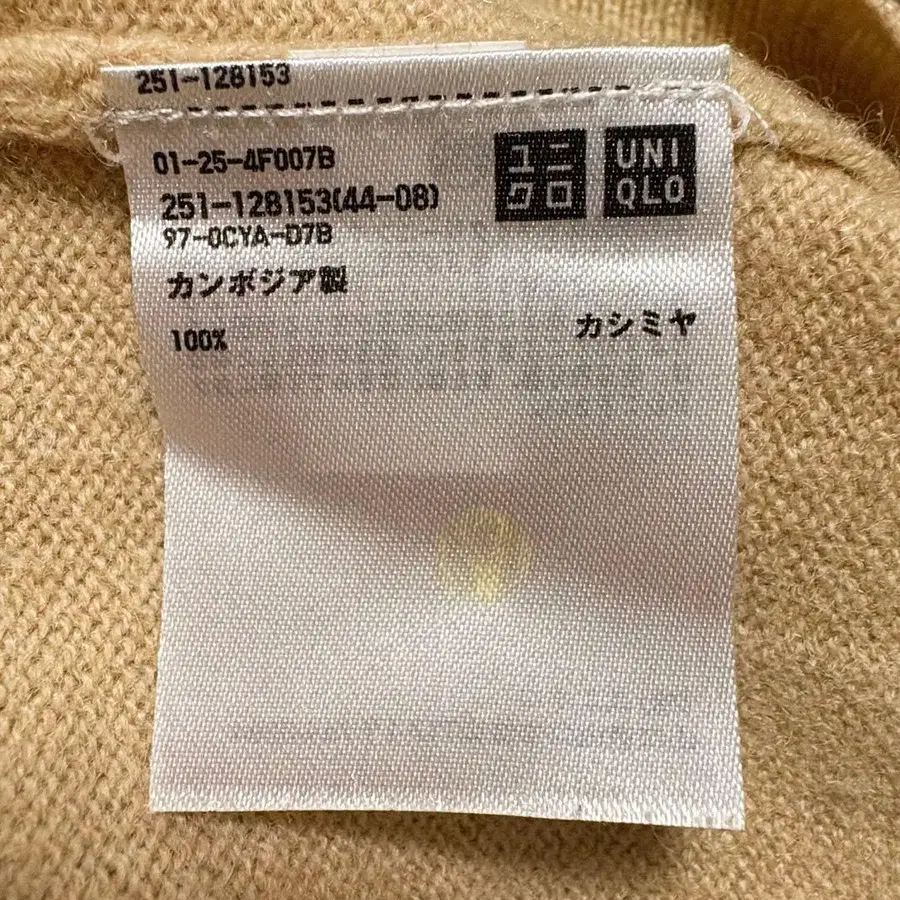 251-128153
01-25-4F007B
ユニクロ
UNIQLO
251-128153(44-08)
97-0CYA-D7B
カンボジア製
カシミヤ
100%